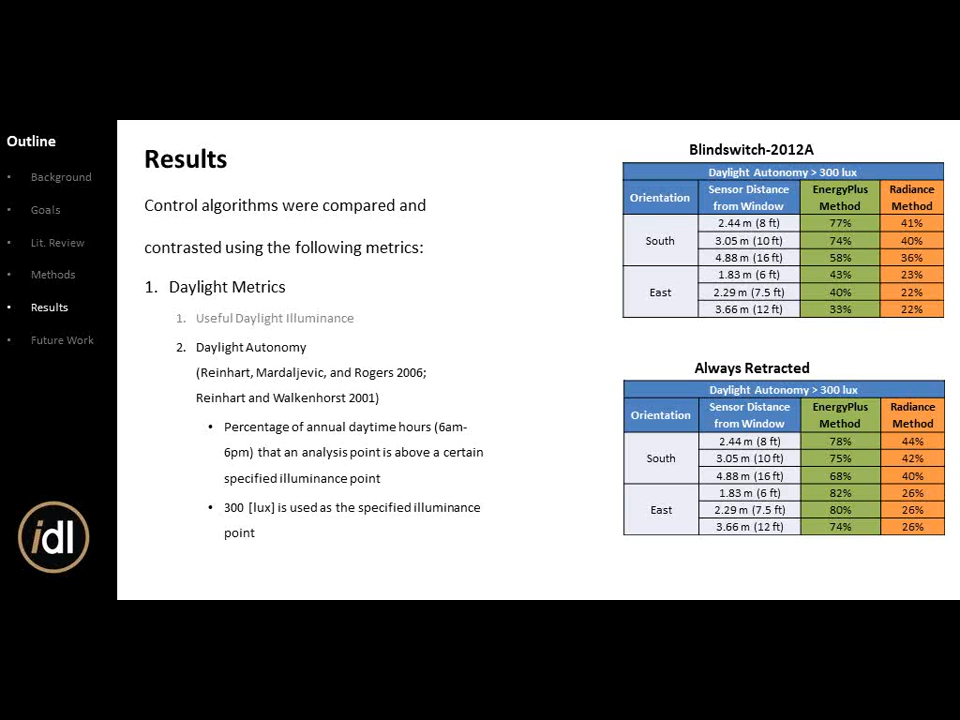 Outline
• Background
• Goals
• Lit. Review
• Methods
• Results
• Future Work
idl
Results
Control algorithms were compared and
contrasted using the following metrics:
1. Daylight Metrics
1. Useful Daylight Illuminance
2. Daylight Autonomy
(Reinhart, Mardaljevic, and Rogers 2006;
Reinhart and Walkenhorst 2001)
• Percentage of annual daytime hours (6am-
6pm) that an analysis point is above a certain
specified illuminance point
• 300 [lux] is used as the specified illuminance
point
Blindswitch-2012A
Daylight Autonomy > 300 lux
Orientation Sensor Distance from Window EnergyPlus Method Radiance Method
South 2.44 m (8 ft) 77% 41%
3.05 m (10 ft) 74% 40%
4.88 m (16 ft) 58% 36%
East 1.83 m (6 ft) 43% 23%
2.29 m (7.5 ft) 40% 22%
3.66 m (12 ft) 33% 22%
Always Retracted
Daylight Autonomy > 300 lux
Orientation Sensor Distance from Window EnergyPlus Method Radiance Method
South 2.44 m (8 ft) 78% 44%
3.05 m (10 ft) 75% 42%
4.88 m (16 ft) 68% 40%
East 1.83 m (6 ft) 82% 26%
2.29 m (7.5 ft) 80% 26%
3.66 m (12 ft) 74% 26%